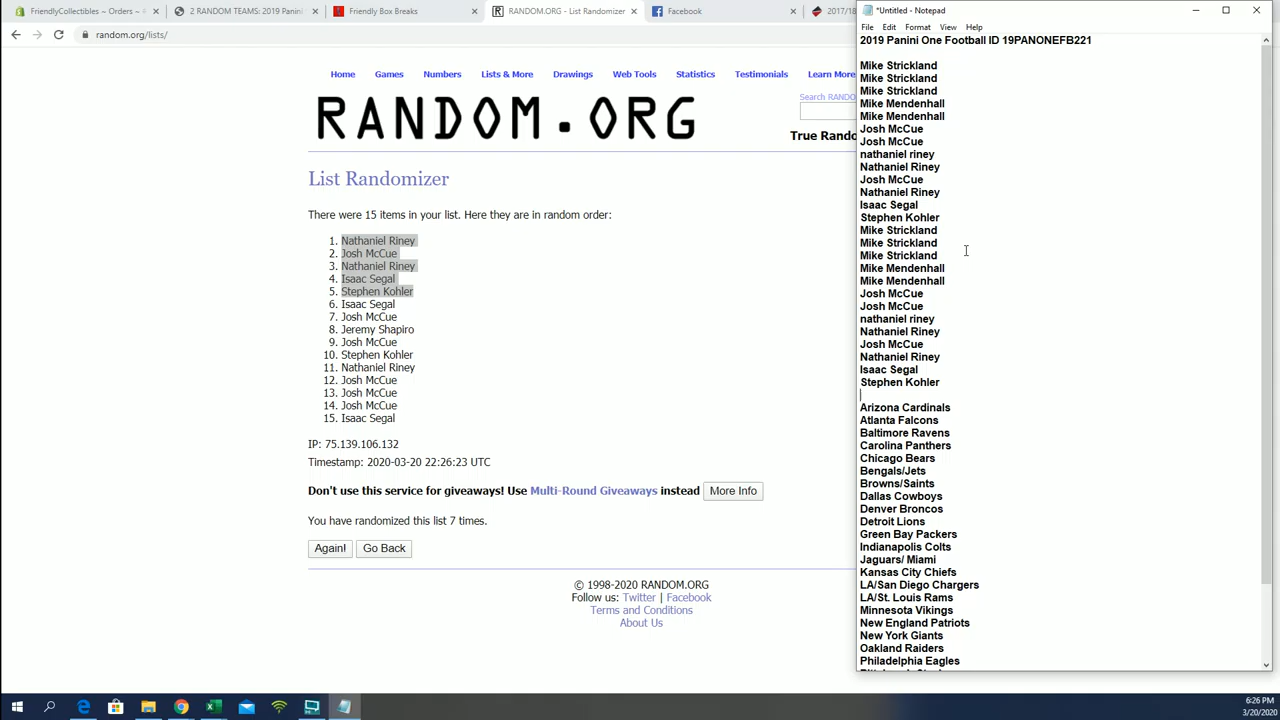 FriendlyCollectibles ~ Online
2 RANDOM TEAMS: 2019 Panini
Friendly Box Breaks
RANDOM.ORG - List Randomizer
Facebook
2017/18
random.org/lists/
Home Games Numbers Lists & More Drawings Web Tools Statistics Testimonials Learn More
Search RANDO
RANDOM.ORG
True Rando
List Randomizer
There were 15 items in your list. Here they are in random order:
1. Nathaniel Riney
2. Josh McCue
3. Nathaniel Riney
4. Isaac Segal
5. Stephen Kohler
6. Isaac Segal
7. Josh McCue
8. Jeremy Shapiro
9. Josh McCue
10. Stephen Kohler
11. Nathaniel Riney
12. Josh McCue
13. Josh McCue
14. Josh McCue
15. Isaac Segal
IP: 75.139.106.132
Timestamp: 2020-03-20 22:26:23 UTC
Don't use this service for giveaways! Use Multi-Round Giveaways instead More Info
You have randomized this list 7 times.
Again! Go Back
© 1998-2020 RANDOM.ORG
Follow us: Twitter | Facebook
Terms and Conditions
About Us
*Untitled - Notepad
File Edit Format View Help
2019 Panini One Football ID 19PANONEFB221
Mike Strickland
Mike Strickland
Mike Strickland
Mike Mendenhall
Mike Mendenhall
Josh McCue
Josh McCue
nathaniel riney
Nathaniel Riney
Josh McCue
Nathaniel Riney
Isaac Segal
Stephen Kohler
Mike Strickland
Mike Strickland
Mike Strickland
Mike Mendenhall
Mike Mendenhall
Josh McCue
Josh McCue
nathaniel riney
Nathaniel Riney
Josh McCue
Nathaniel Riney
Isaac Segal
Stephen Kohler
Arizona Cardinals
Atlanta Falcons
Baltimore Ravens
Carolina Panthers
Chicago Bears
Bengals/Jets
Browns/Saints
Dallas Cowboys
Denver Broncos
Detroit Lions
Green Bay Packers
Indianapolis Colts
Jaguars/ Miami
Kansas City Chiefs
LA/San Diego Chargers
LA/St. Louis Rams
Minnesota Vikings
New England Patriots
New York Giants
Oakland Raiders
Philadelphia Eagles
6:26 PM
3/20/2020